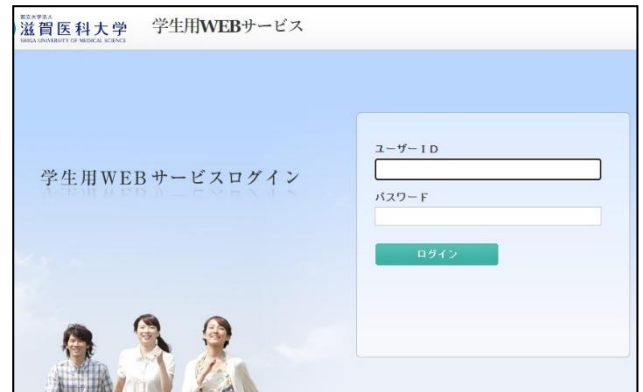 国立大学法人
滋賀医科大学
SHIGA UNIVERSITY OF MEDICAL SCIENCE
学生用WEBサービス
学生用WEBサービスログイン
ユーザーID
パスワード
ログイン